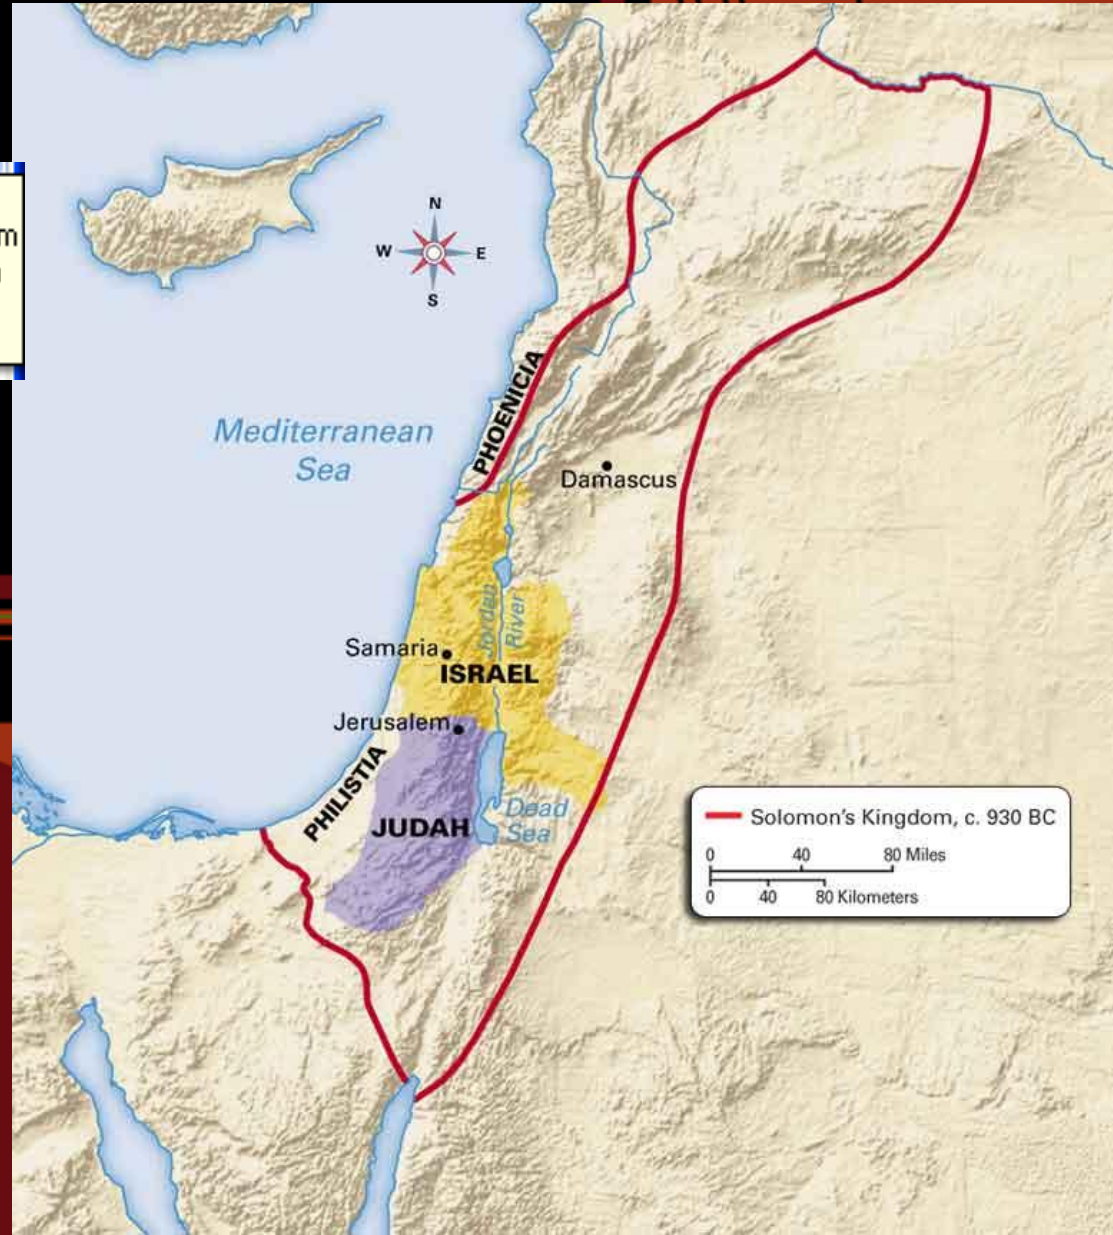 m
N
W
E
S
PHOENICIA
Mediterranean
Sea
Damascus
Jordan
River
Samaria
ISRAEL
Jerusalem
PHILISTIA
JUDAH
Dead
Sea
Solomon's Kingdom, c. 930 BC
0 40 80 Miles
0 40 80 Kilometers